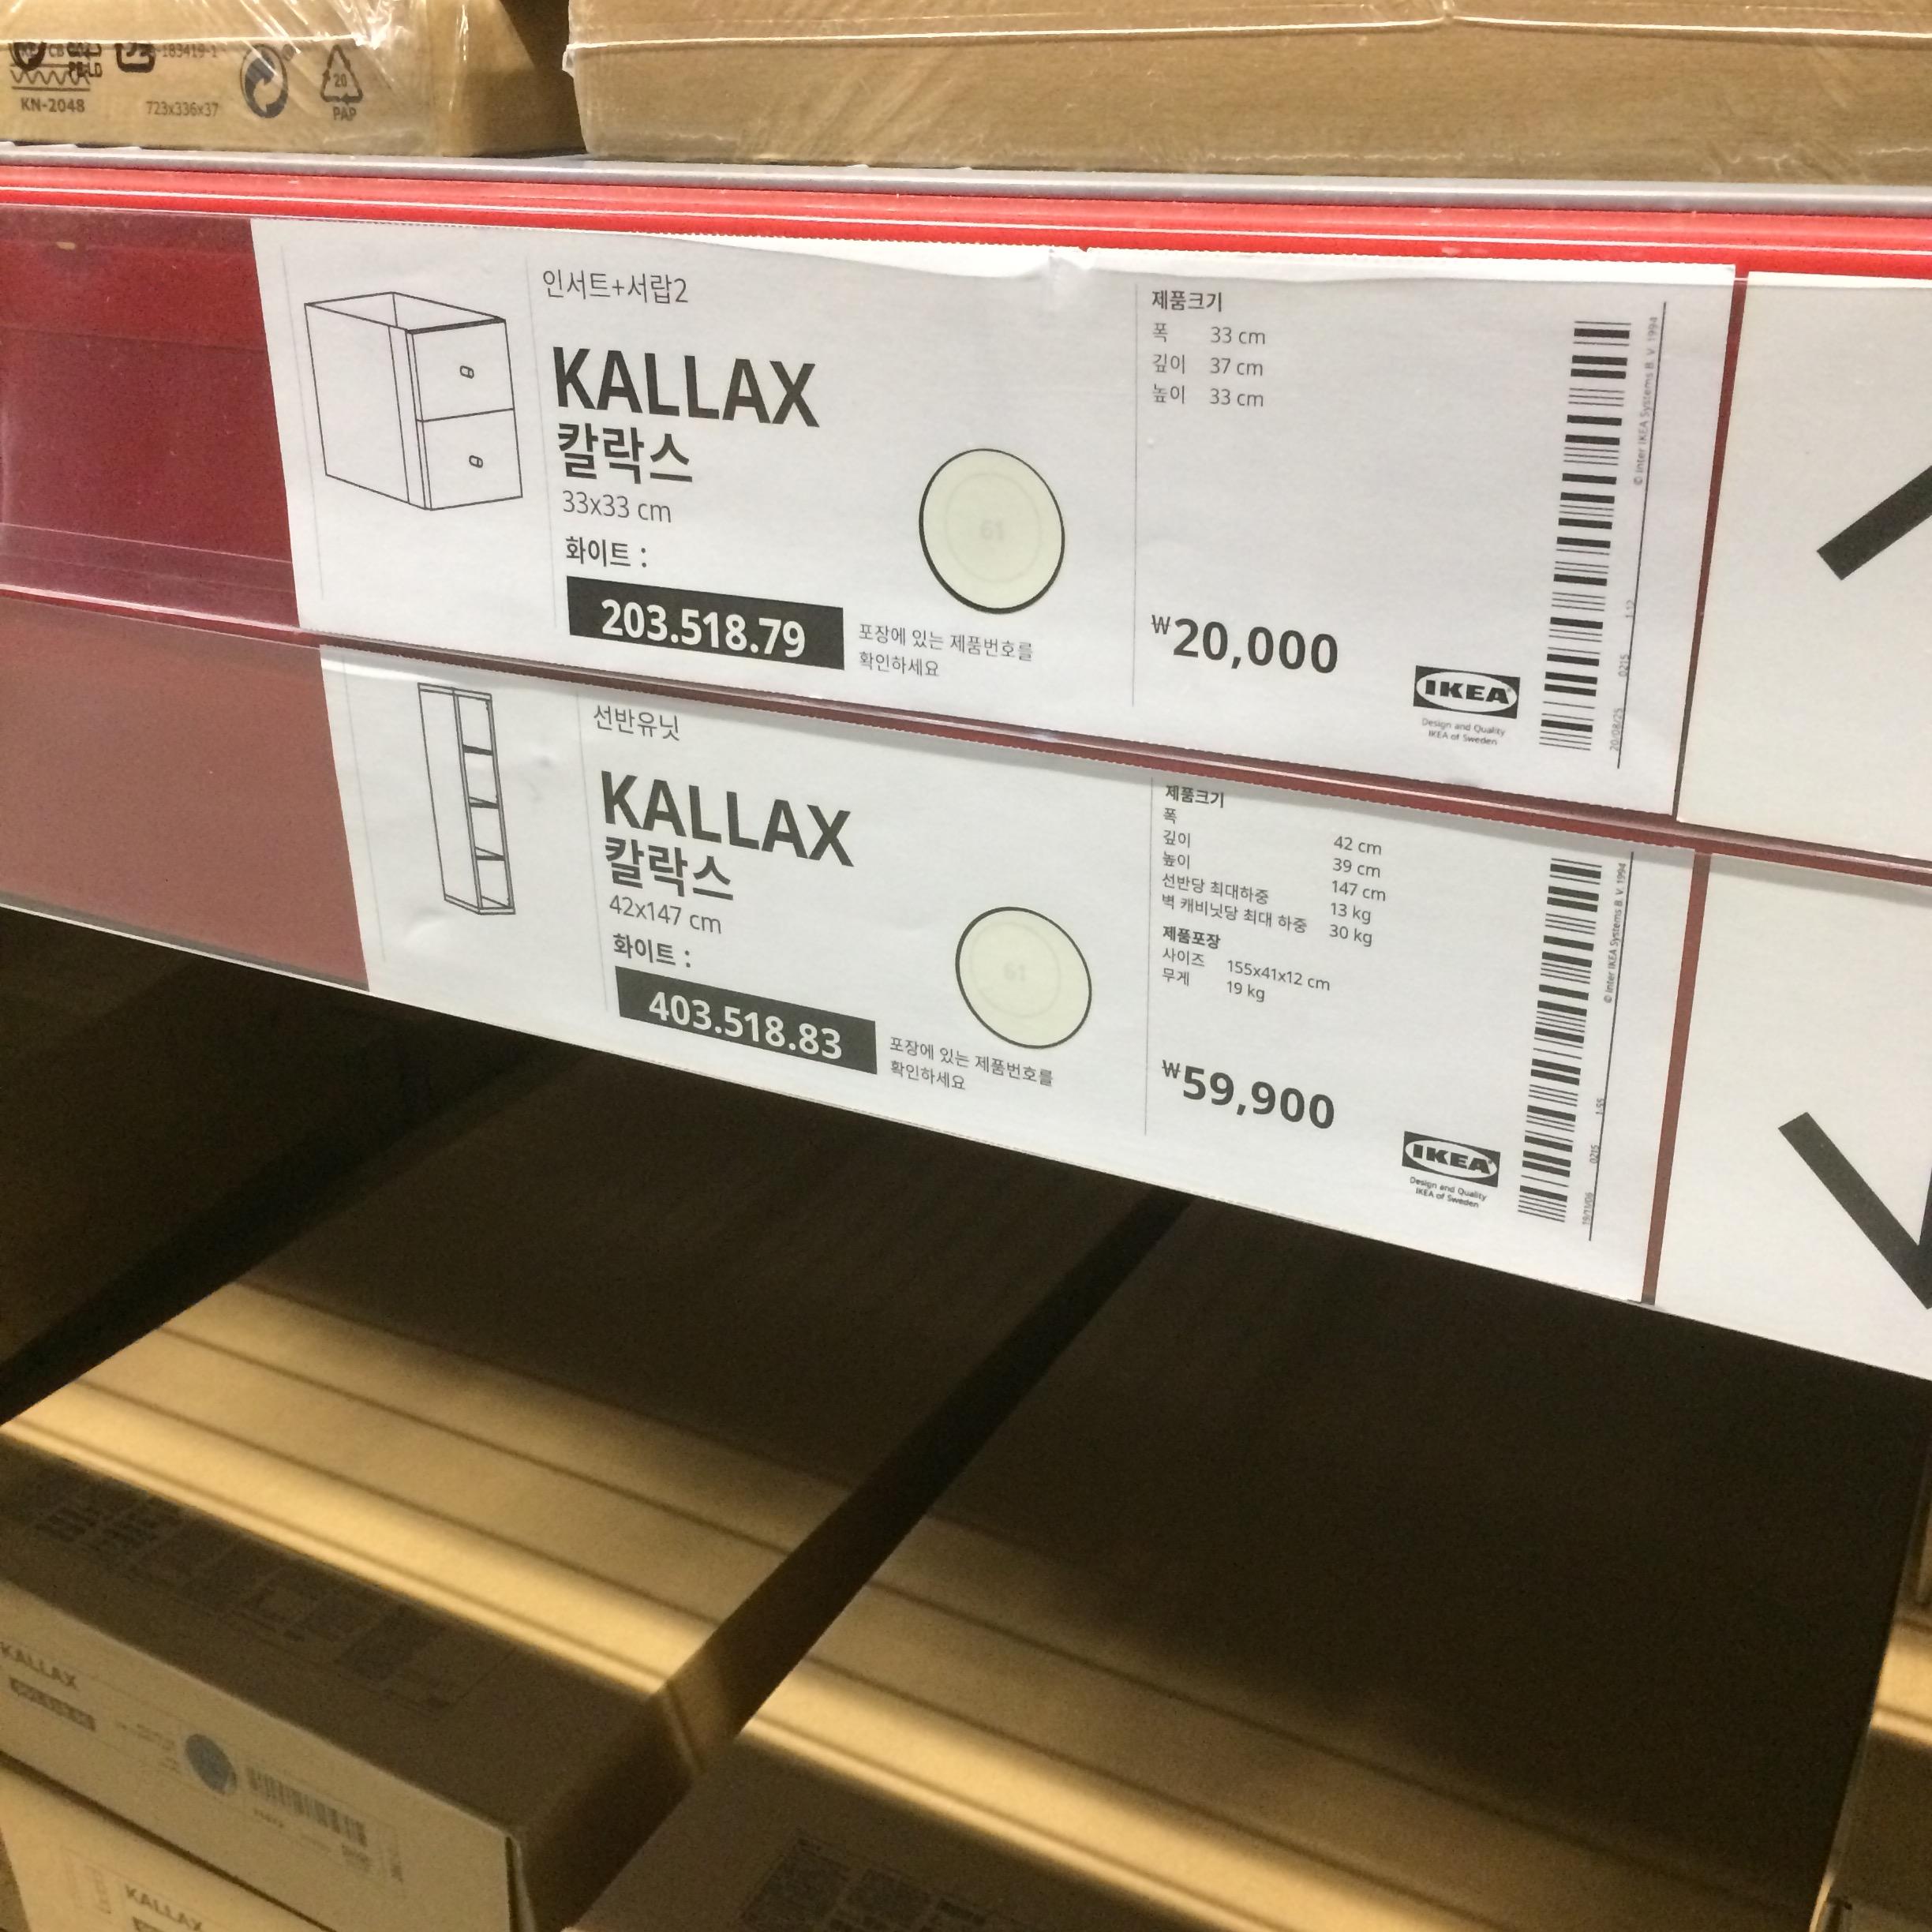 KN-2048
723x336x37
20
PAP
인서트+서랍2
KALLAX
칼락스
33x33 cm
화이트 :
203.518.79
포장에 있는 제품번호를
확인하세요
제품크기
폭 33 cm
깊이 37 cm
높이 33 cm
₩20,000
IKEA
Design and Quality
IKEA of Sweden
© Inter IKEA Systems B.V. 1994
선반유닛
KALLAX
칼락스
42x147 cm
화이트 :
403.518.83
포장에 있는 제품번호를
확인하세요
제품크기
폭 42 cm
깊이 39 cm
높이 147 cm
선반당 최대하중 13 kg
벽 캐비닛당 최대 하중 30 kg
제품포장
사이즈 155x41x12 cm
무게 19 kg
₩59,900
IKEA
Design and Quality
IKEA of Sweden
© Inter IKEA Systems B.V. 1994
KALLAX
KALLAX